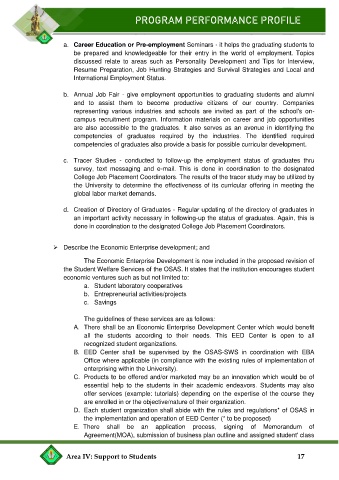 PROGRAM PERFORMANCE PROFILE
a. Career Education or Pre-employment Seminars - it helps the graduating students to
be prepared and knowledgeable for their entry in the world of employment. Topics
discussed relate to areas such as Personality Development and Tips for Interview,
Resume Preparation, Job Hunting Strategies and Survival Strategies and Local and
International Employment Status.
b. Annual Job Fair - give employment opportunities to graduating students and alumni
and to assist them to become productive citizens of our country. Companies
representing various industries and schools are invited as part of the school's on-
campus recruitment program. Information materials on career and job opportunities
are also accessible to the graduates. It also serves as an avenue in identifying the
competencies of graduates required by the industries. The identified required
competencies of graduates also provide a basis for possible curricular development.
c. Tracer Studies - conducted to follow-up the employment status of graduates thru
survey, text messaging and e-mail. This is done in coordination to the designated
College Job Placement Coordinators. The results of the tracer study may be utilized by
the University to determine the effectiveness of its curricular offering in meeting the
global labor market demands.
d. Creation of Directory of Graduates - Regular updating of the directory of graduates in
an important activity necessary in following-up the status of graduates. Again, this is
done in coordination to the designated College Job Placement Coordinators.
➢ Describe the Economic Enterprise development; and
The Economic Enterprise Development is now included in the proposed revision of
the Student Welfare Services of the OSAS. It states that the institution encourages student
economic ventures such as but not limited to:
a. Student laboratory cooperatives
b. Entrepreneurial activities/projects
c. Savings
The guidelines of these services are as follows:
A. There shall be an Economic Enterprise Development Center which would benefit
all the students according to their needs. This EED Center is open to all
recognized student organizations.
B. EED Center shall be supervised by the OSAS-SWS in coordination with EBA
Office where applicable (in compliance with the existing rules of implementation of
enterprising within the University).
C. Products to be offered and/or marketed may be an innovation which would be of
essential help to the students in their academic endeavors. Students may also
offer services (example; tutorials) depending on the expertise of the course they
are enrolled in or the objective/nature of their organization.
D. Each student organization shall abide with the rules and regulations* of OSAS in
the implementation and operation of EED Center (* to be proposed)
E. There shall be an application process, signing of Memorandum of
Agreement(MOA), submission of business plan outline and assigned student' class
Area IV: Support to Students 17